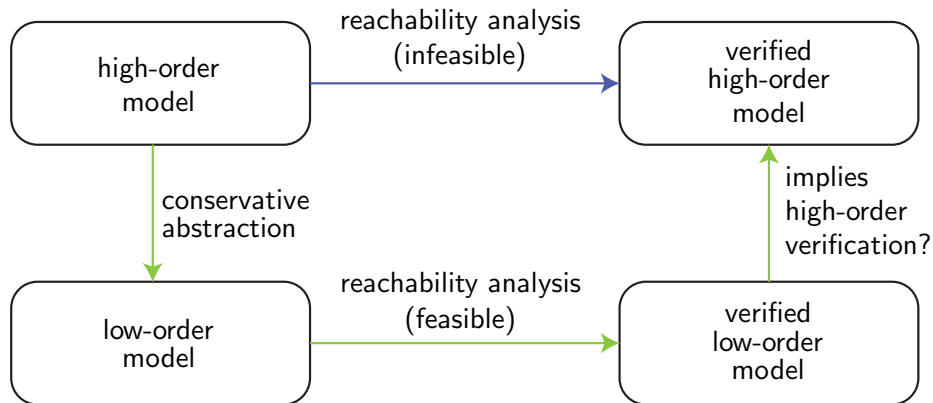 high-order
model
reachability analysis
(infeasible)
verified
high-order
model
conservative
abstraction
implies
high-order
verification?
low-order
model
reachability analysis
(feasible)
verified
low-order
model